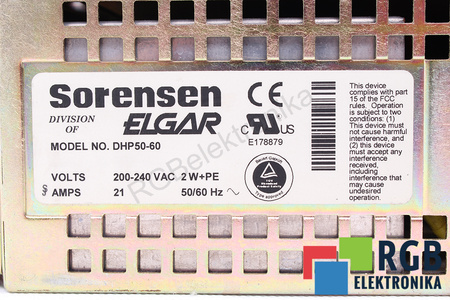 Sorensen
DIVISION OF ELGAR
MODEL NO. DHP50-60
VOLTS 200-240 VAC 2 W+PE
AMPS 21 50/60 Hz
CE
C US
E178879
This device
complies with part
15 of the FCC
rules. Operation
is subject to two
conditions: (1)
This device must
not cause harmful
interference, and
(2) this device
must accept any
interference
received, including
interference that
may cause
undesired
operation.
RGBelektronika
RGB
ELEKTRONIKA